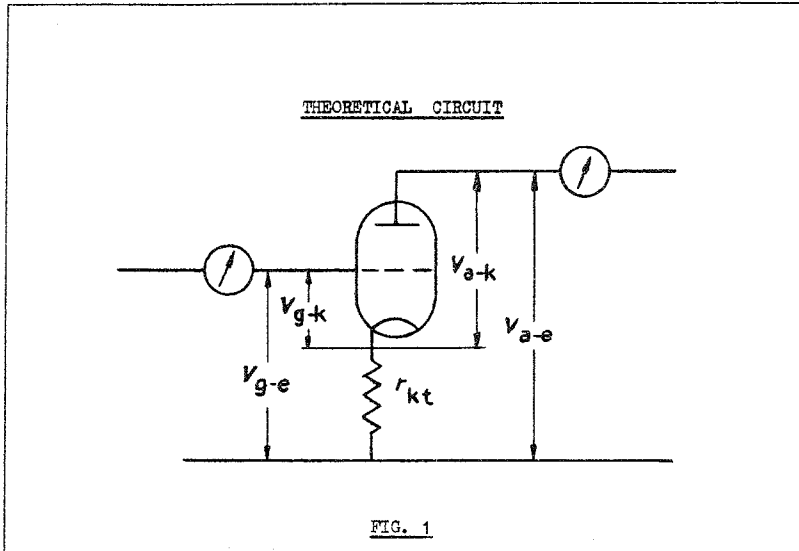 THEORETICAL CIRCUIT
Va-k
Vg-k
Va-e
Vg-e
rkt
FIG. 1